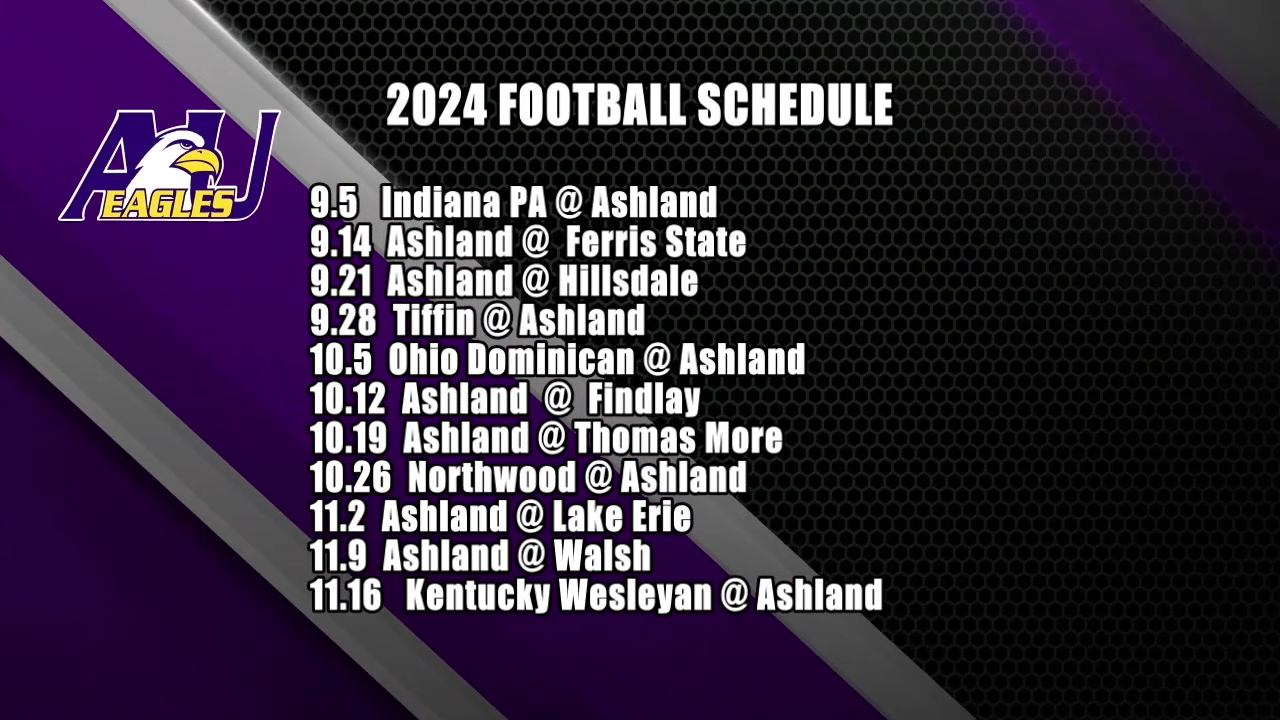 2024 FOOTBALL SCHEDULE
AU
EAGLES
9.5 Indiana PA @ Ashland
9.14 Ashland @ Ferris State
9.21 Ashland @ Hillsdale
9.28 Tiffin @ Ashland
10.5 Ohio Dominican @ Ashland
10.12 Ashland @ Findlay
10.19 Ashland @ Thomas More
10.26 Northwood @ Ashland
11.2 Ashland @ Lake Erie
11.9 Ashland @ Walsh
11.16 Kentucky Wesleyan @ Ashland